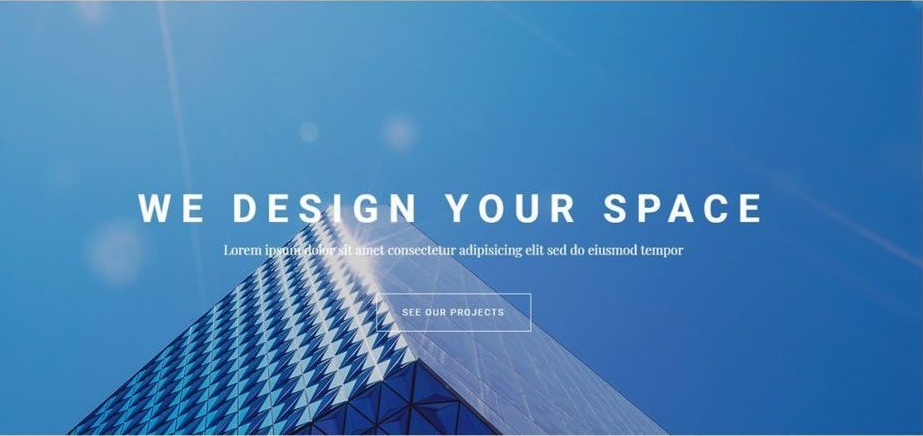 WE DESIGN YOUR SPACE
Lorem ipsum dolor sit amet consectetur adipisicing elit sed do eiusmod tempor
SEE OUR PROJECTS